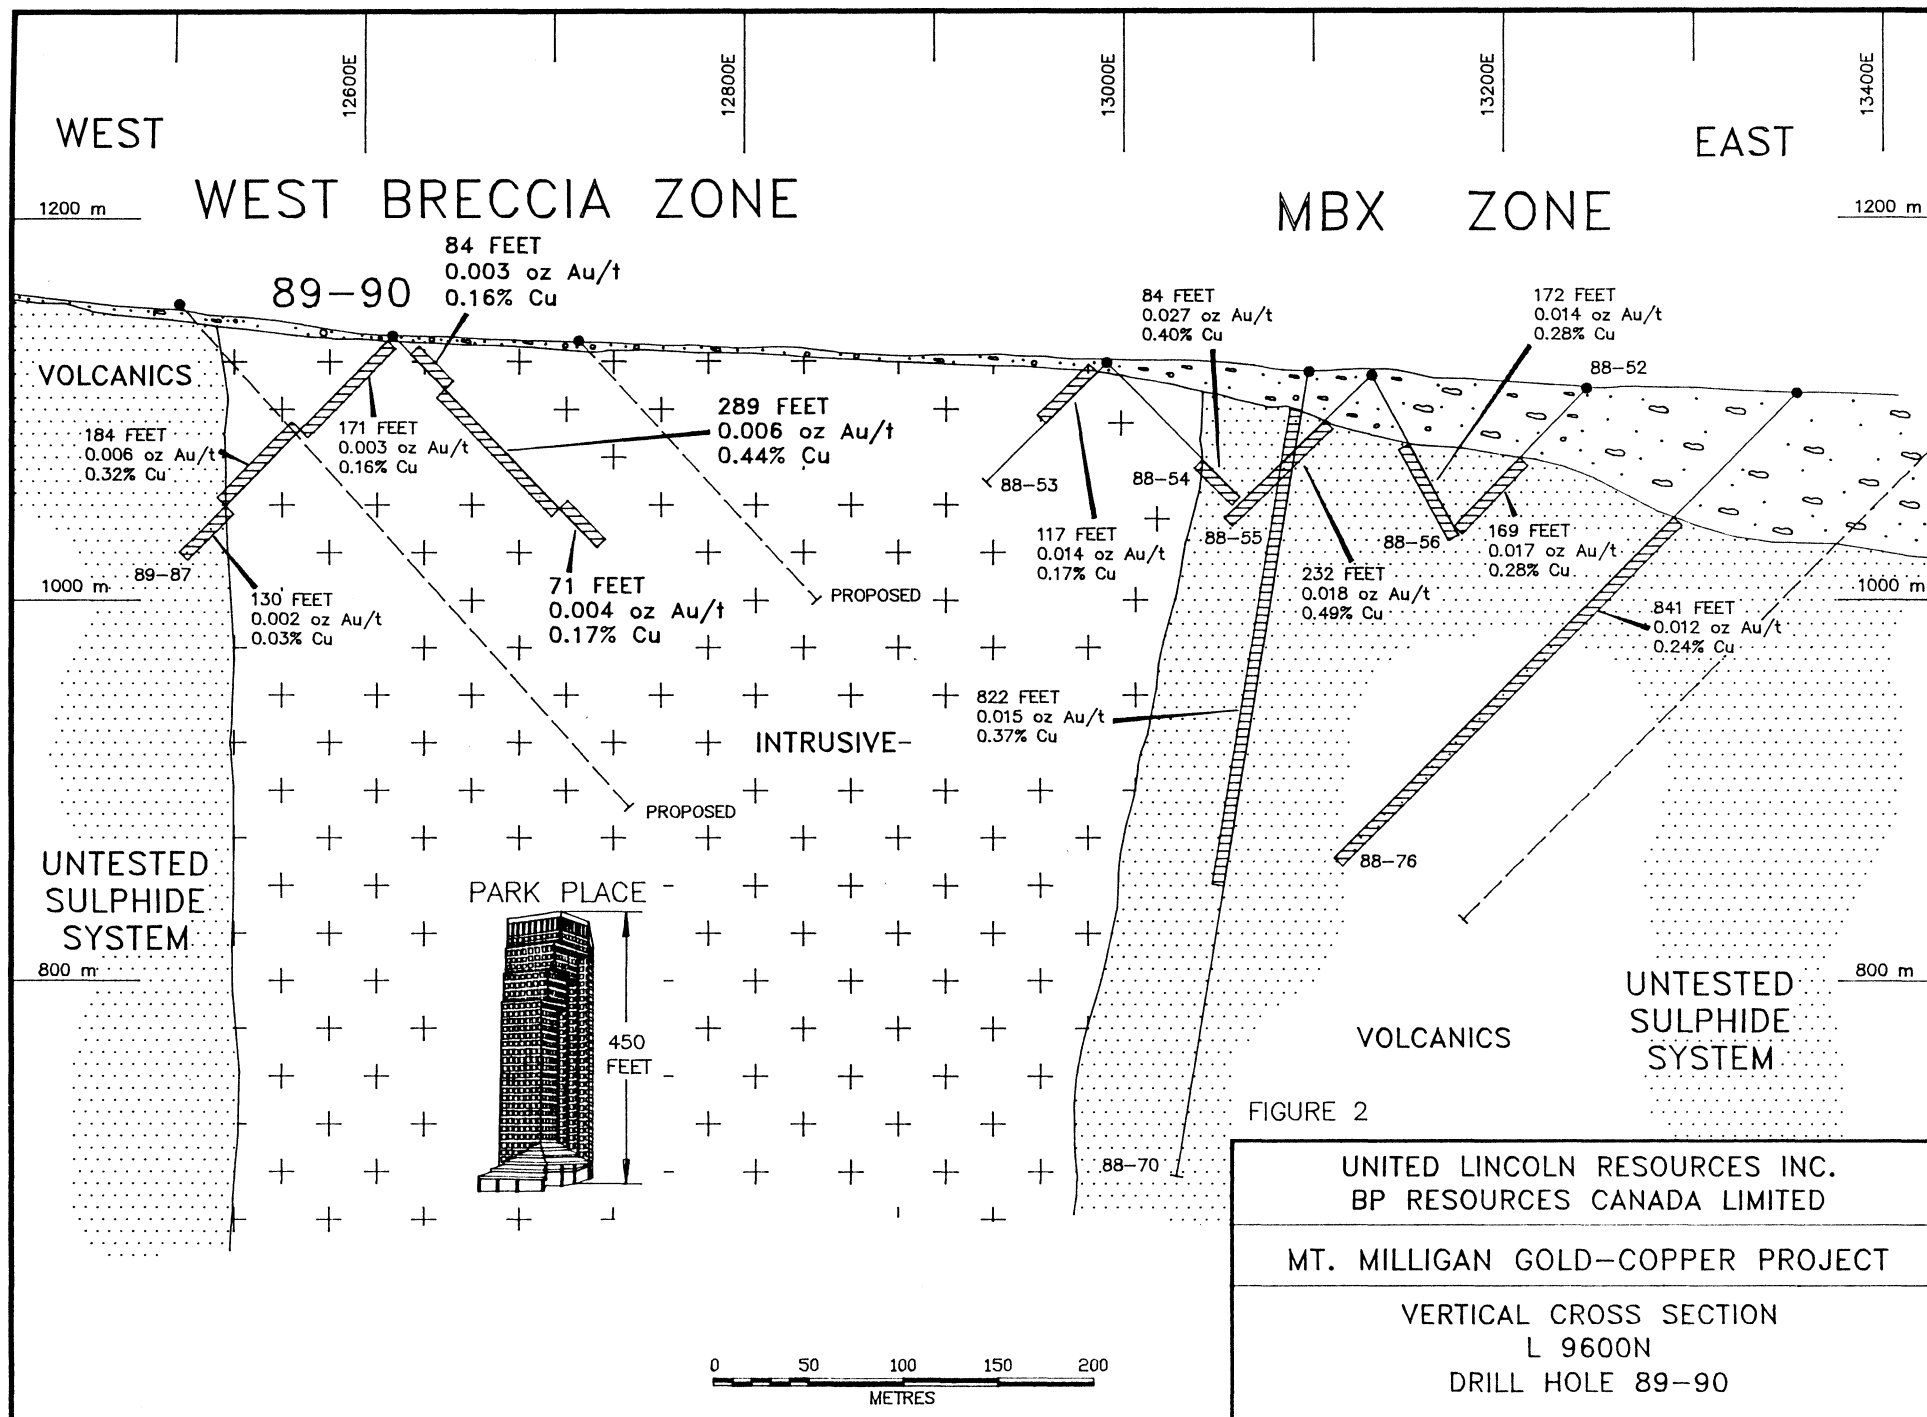 12600E
12800E
13000E
13200E
13400E
WEST
EAST
WEST BRECCIA ZONE
MBX ZONE
1200 m
1200 m
89-90
84 FEET
0.003 oz Au/t
0.16% Cu
84 FEET
0.027 oz Au/t
0.40% Cu
172 FEET
0.014 oz Au/t
0.28% Cu
88-52
VOLCANICS
184 FEET
0.006 oz Au/t
0.32% Cu
171 FEET
0.003 oz Au/t
0.16% Cu
289 FEET
0.006 oz Au/t
0.44% Cu
88-53
88-54
117 FEET
0.014 oz Au/t
0.17% Cu
88-55
88-56
169 FEET
0.017 oz Au/t
0.28% Cu
232 FEET
0.018 oz Au/t
0.49% Cu
89-87
1000 m
1000 m
130 FEET
0.002 oz Au/t
0.03% Cu
71 FEET
0.004 oz Au/t
0.17% Cu
PROPOSED
841 FEET
0.012 oz Au/t
0.24% Cu
822 FEET
0.015 oz Au/t
0.37% Cu
INTRUSIVE
PROPOSED
88-76
UNTESTED
SULPHIDE
SYSTEM
800 m
PARK PLACE
450
FEET
800 m
UNTESTED
SULPHIDE
SYSTEM
VOLCANICS
88-70
FIGURE 2
UNITED LINCOLN RESOURCES INC.
BP RESOURCES CANADA LIMITED
MT. MILLIGAN GOLD-COPPER PROJECT
VERTICAL CROSS SECTION
L 9600N
DRILL HOLE 89-90
0 50 100 150 200
METRES